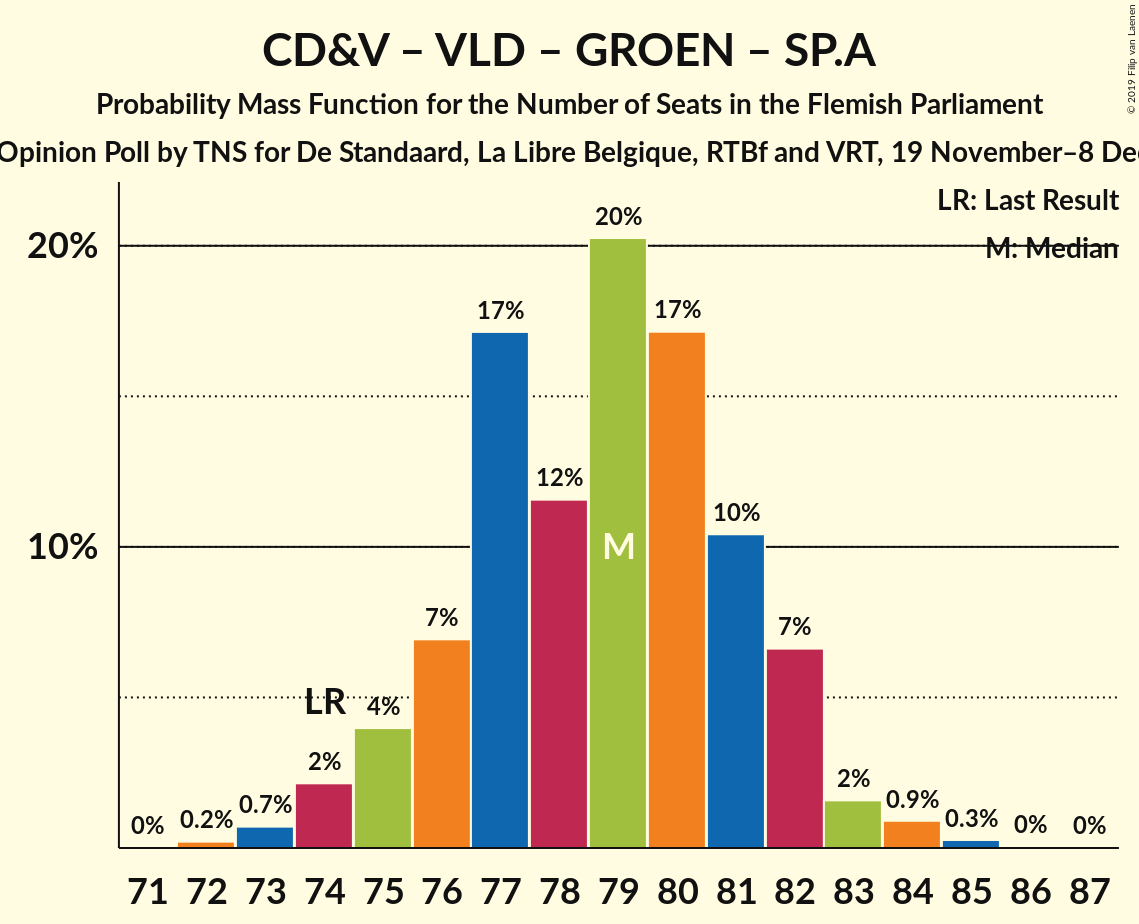 CD&V – VLD – GROEN – SP.A
Probability Mass Function for the Number of Seats in the Flemish Parliament
Opinion Poll by TNS for De Standaard, La Libre Belgique, RTBf and VRT, 19 November–8
© 2019 Filip van Laenen
LR: Last Result
M: Median
20%
10%
20%
17%
17%
12%
10%
M
7%
7%
LR
4%
2%
2%
0.7%
0.9%
0%
0.2%
0.3%
0%
0%
71 72 73 74 75 76 77 78 79 80 81 82 83 84 85 86 87